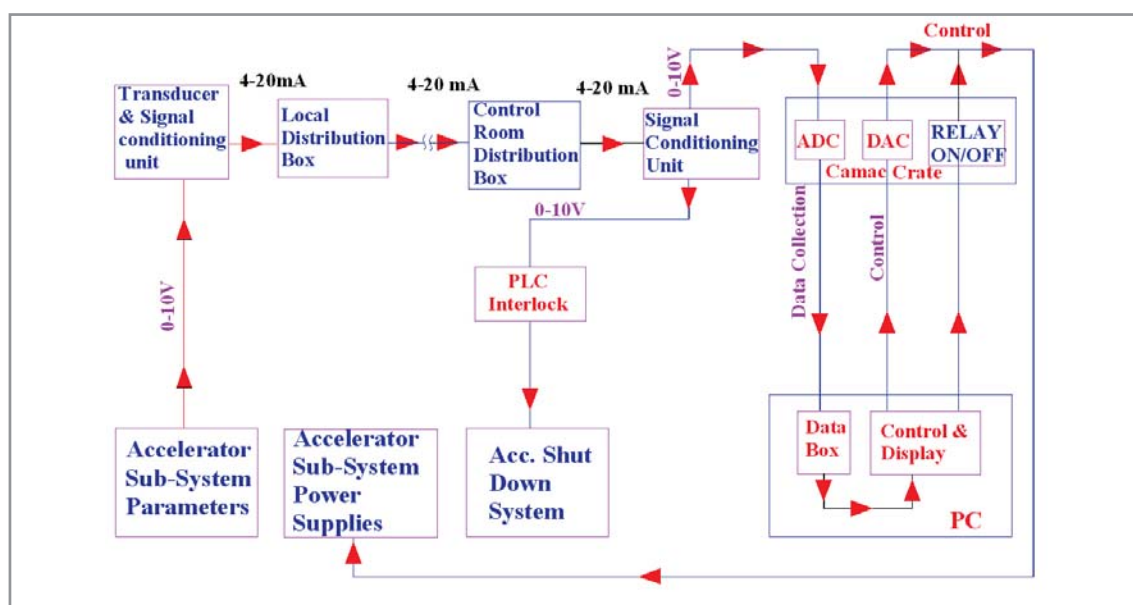 Control
4-20mA
4-20 mA
4-20 mA
0-10V
Transducer
& Signal
conditioning
unit
Local
Distribution
Box
Control
Room
Distribution
Box
Signal
Conditioning
Unit
ADC
DAC
RELAY
ON/OFF
Camac Crate
0-10V
PLC
Interlock
0-10V
Data Collection
Control
Accelerator
Sub-System
Parameters
Accelerator
Sub-System
Power
Supplies
Acc. Shut
Down
System
Data
Box
Control &
Display
PC